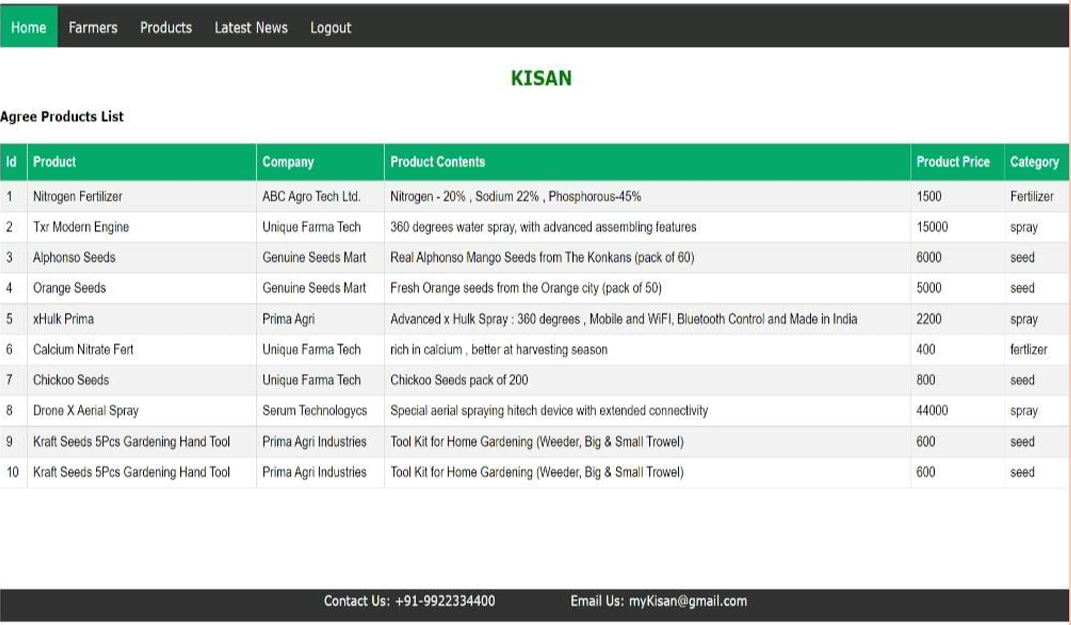 Home Farmers Products Latest News Logout
KISAN
Agree Products List
Id Product Company Product Contents Product Price Category
1 Nitrogen Fertilizer ABC Agro Tech Ltd. Nitrogen - 20% , Sodium 22% , Phosphorous-45% 1500 Fertilizer
2 Txr Modern Engine Unique Farma Tech 360 degrees water spray, with advanced assembling features 15000 spray
3 Alphonso Seeds Genuine Seeds Mart Real Alphonso Mango Seeds from The Konkans (pack of 60) 6000 seed
4 Orange Seeds Genuine Seeds Mart Fresh Orange seeds from the Orange city (pack of 50) 5000 seed
5 xHulk Prima Prima Agri Advanced x Hulk Spray : 360 degrees , Mobile and WiFI, Bluetooth Control and Made in India 2200 spray
6 Calcium Nitrate Fert Unique Farma Tech rich in calcium , better at harvesting season 400 fertlizer
7 Chickoo Seeds Unique Farma Tech Chickoo Seeds pack of 200 800 seed
8 Drone X Aerial Spray Serum Technologycs Special aerial spraying hitech device with extended connectivity 44000 spray
9 Kraft Seeds 5Pcs Gardening Hand Tool Prima Agri Industries Tool Kit for Home Gardening (Weeder, Big & Small Trowel) 600 seed
10 Kraft Seeds 5Pcs Gardening Hand Tool Prima Agri Industries Tool Kit for Home Gardening (Weeder, Big & Small Trowel) 600 seed
Contact Us: +91-9922334400 Email Us: myKisan@gmail.com